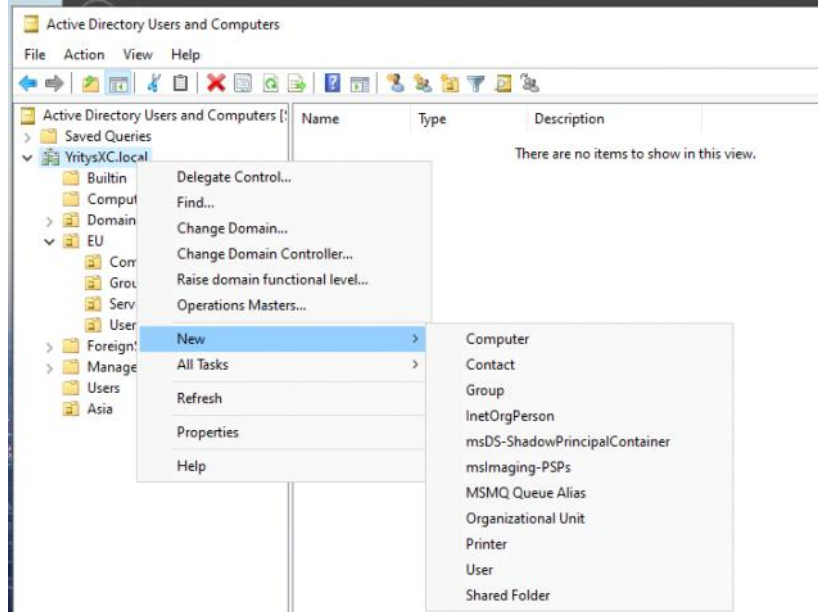 Active Directory Users and Computers
File Action View Help
Active Directory Users and Computers [
Name Type Description
Saved Queries
There are no items to show in this view.
YritysXC.local
Builtin
Comput
Domain
EU
Com
Grou
Serv
User
Foreign
Manage
Users
Asia
Delegate Control...
Find...
Change Domain...
Change Domain Controller...
Raise domain functional level...
Operations Masters...
New
All Tasks
Refresh
Properties
Help
Computer
Contact
Group
InetOrgPerson
msDS-ShadowPrincipalContainer
msImaging-PSPs
MSMQ Queue Alias
Organizational Unit
Printer
User
Shared Folder